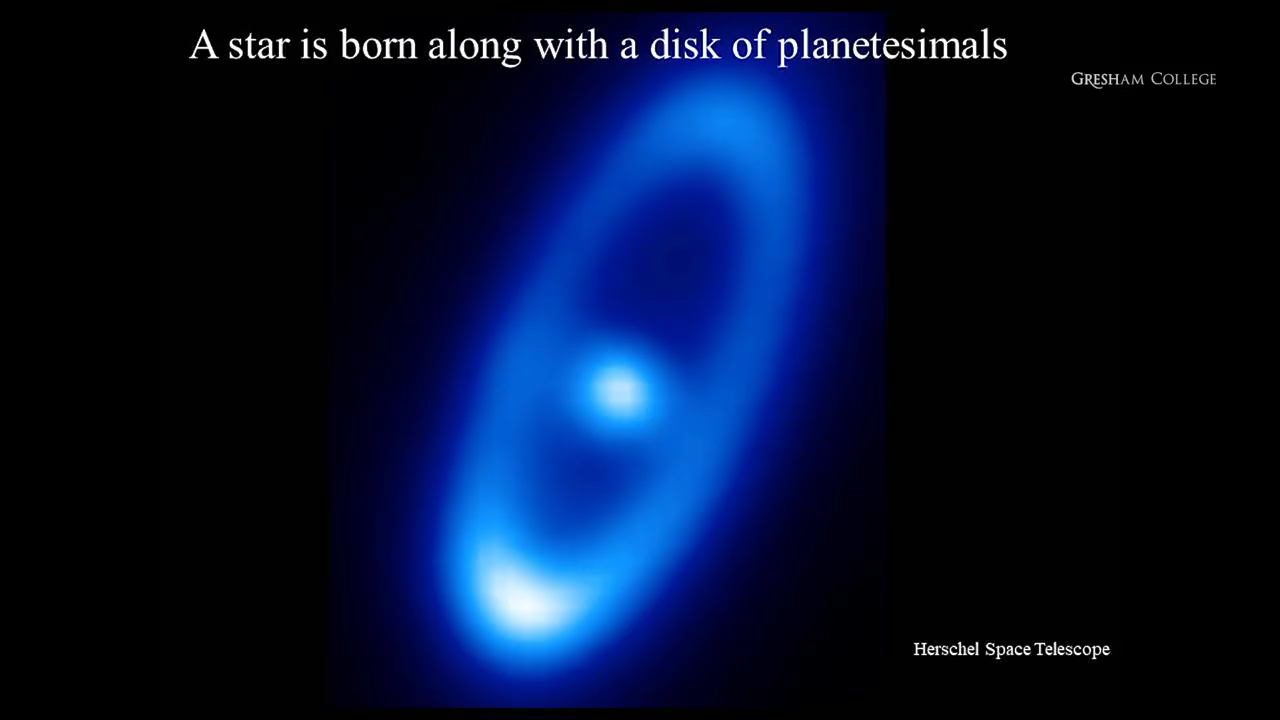 A star is born along with a disk of planetesimals
GRESHAM COLLEGE
Herschel Space Telescope